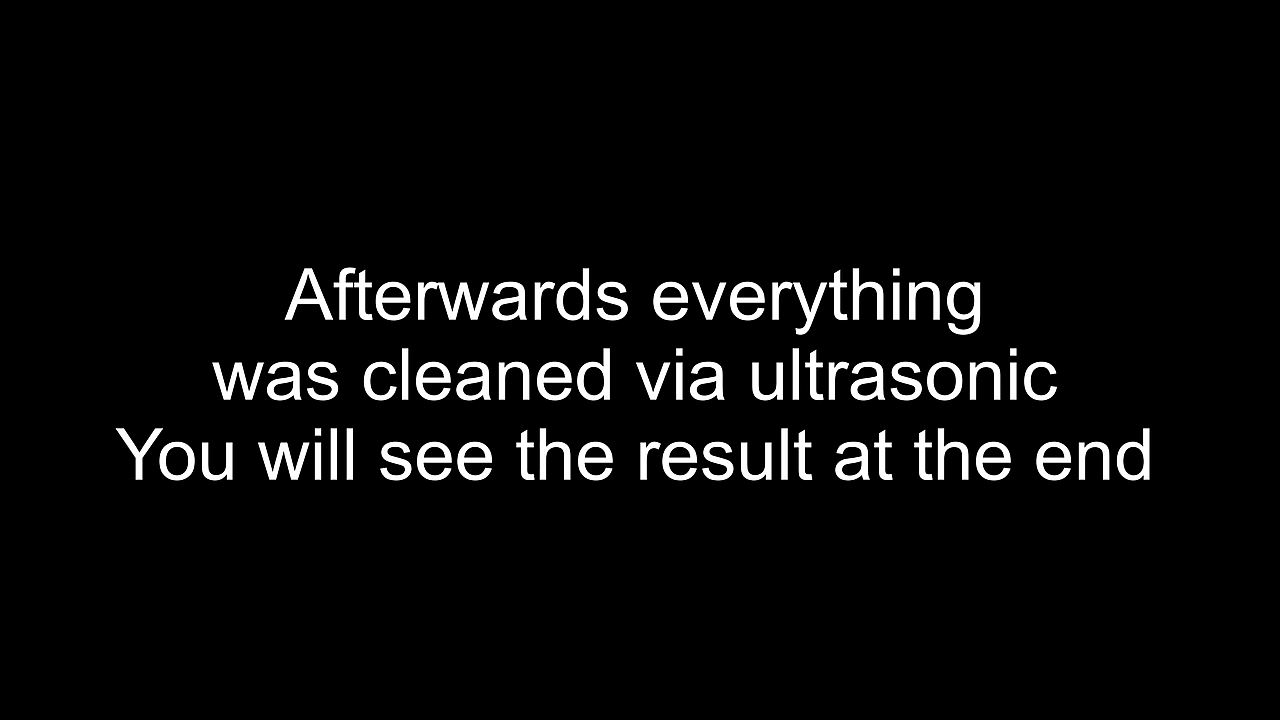 Afterwards everything
was cleaned via ultrasonic
You will see the result at the end